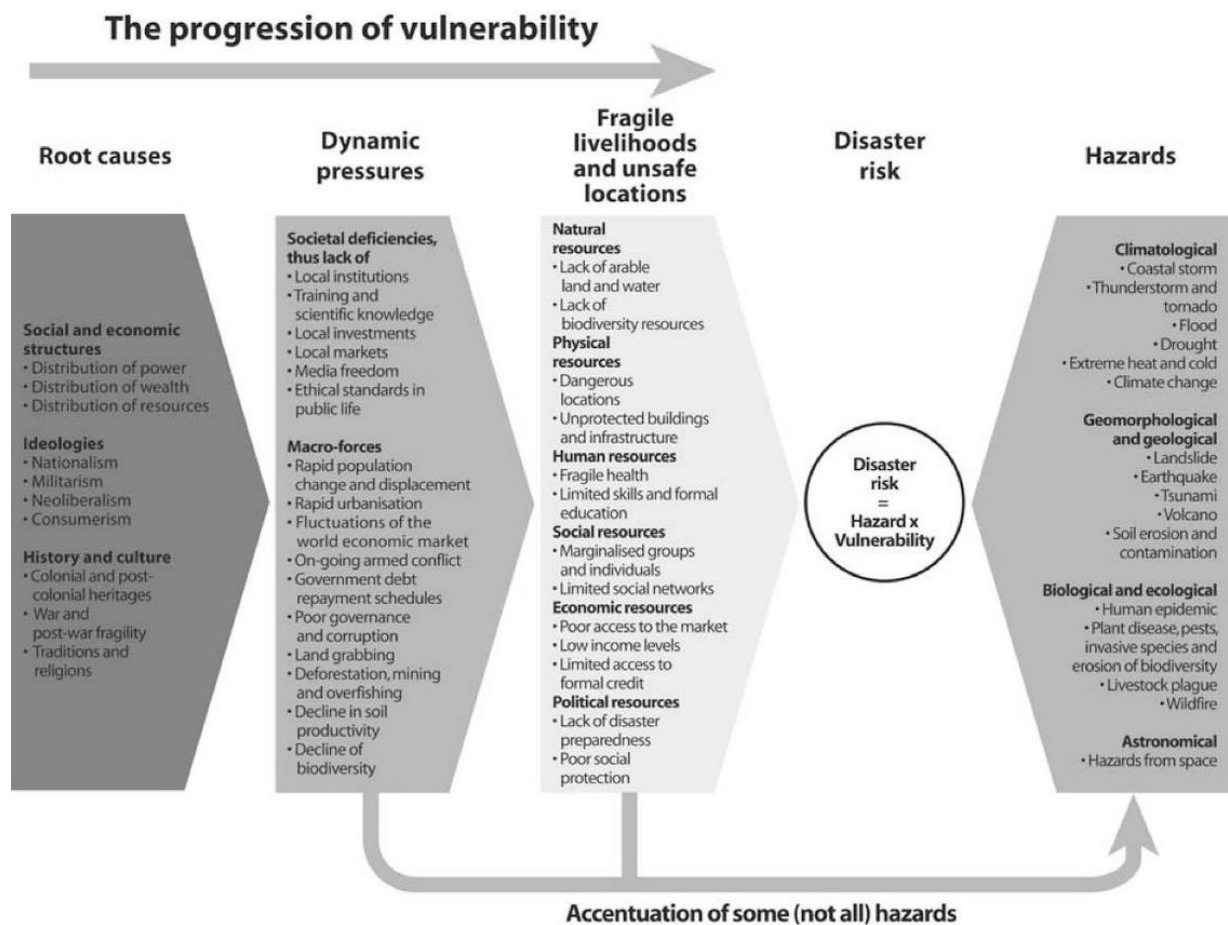 The progression of vulnerability
Root causes
Social and economic
structures
• Distribution of power
• Distribution of wealth
• Distribution of resources
Ideologies
• Nationalism
• Militarism
• Neoliberalism
• Consumerism
History and culture
• Colonial and post-
colonial heritages
• War and
post-war fragility
• Traditions and
religions
Dynamic
pressures
Societal deficiencies,
thus lack of
• Local institutions
• Training and
scientific knowledge
• Local investments
• Local markets
• Media freedom
• Ethical standards in
public life
Macro-forces
• Rapid population
change and displacement
• Rapid urbanisation
• Fluctuations of the
world economic market
• On-going armed conflict
• Government debt
repayment schedules
• Poor governance
and corruption
• Land grabbing
• Deforestation, mining
and overfishing
• Decline in soil
productivity
• Decline of
biodiversity
Fragile
livelihoods
and unsafe
locations
Natural
resources
• Lack of arable
land and water
• Lack of
biodiversity resources
Physical
resources
• Dangerous
locations
• Unprotected buildings
and infrastructure
Human resources
• Fragile health
• Limited skills and formal
education
Social resources
• Marginalised groups
and individuals
• Limited social networks
Economic resources
• Poor access to the market
• Low income levels
• Limited access to
formal credit
Political resources
• Lack of disaster
preparedness
• Poor social
protection
Disaster
risk
Disaster
risk
=
Hazard x
Vulnerability
Hazards
Climatological
• Coastal storm
• Thunderstorm and
tornado
• Flood
• Drought
• Extreme heat and cold
• Climate change
Geomorphological
and geological
• Landslide
• Earthquake
• Tsunami
• Volcano
• Soil erosion and
contamination
Biological and ecological
• Human epidemic
• Plant disease, pests,
invasive species and
erosion of biodiversity
• Livestock plague
• Wildfire
Astronomical
• Hazards from space
Accentuation of some (not all) hazards